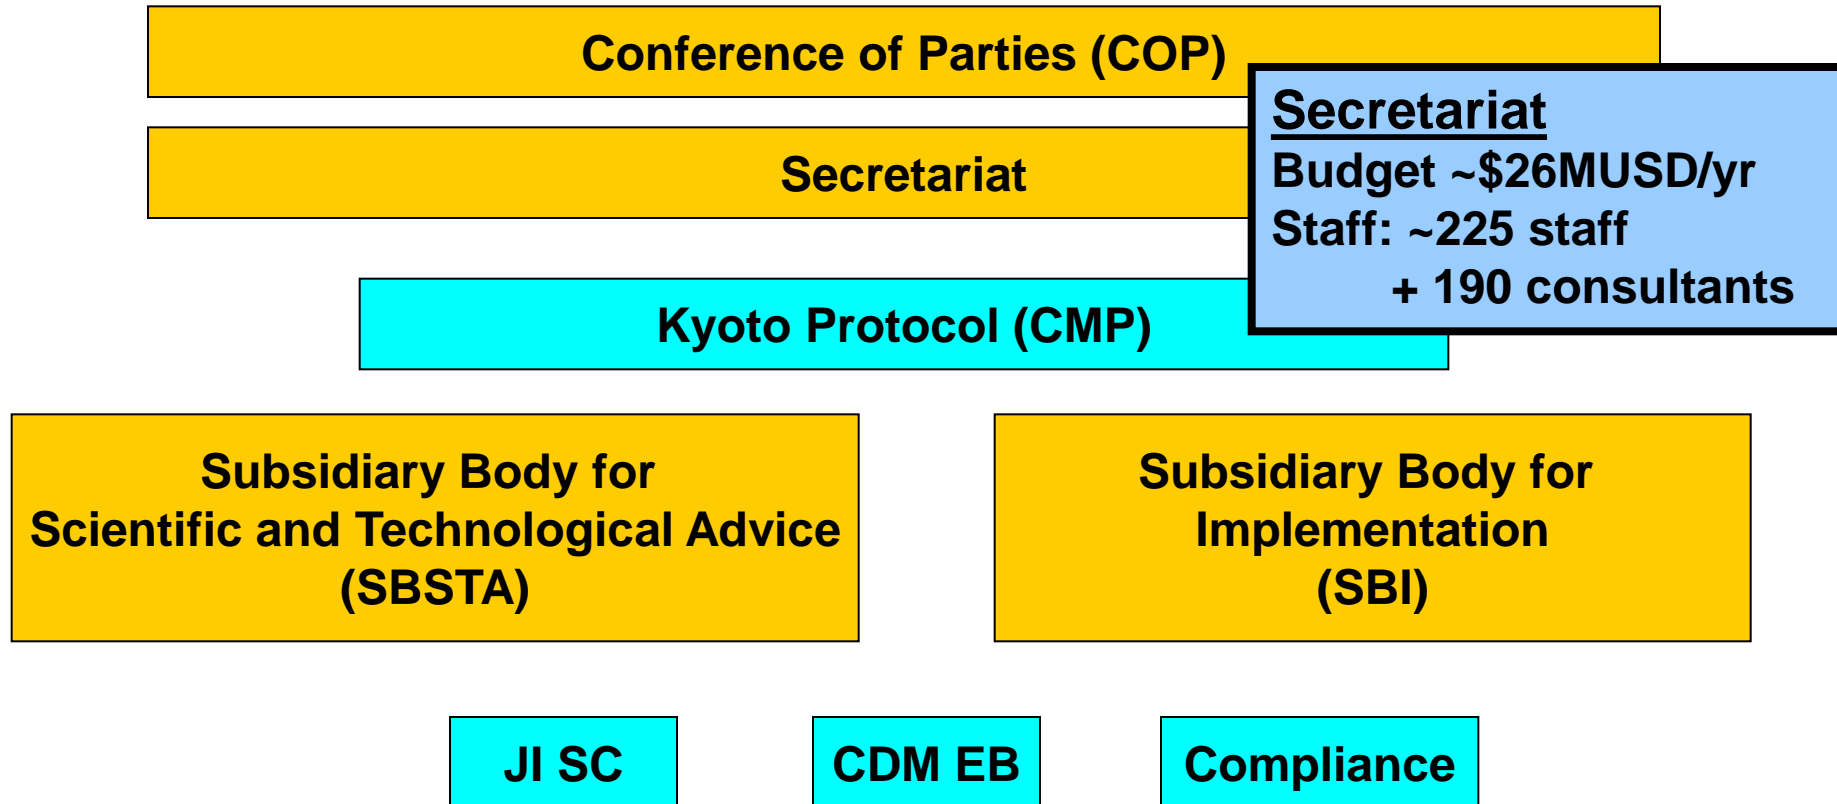 Conference of Parties (COP)
Secretariat
Secretariat
Budget ~$26MUSD/yr
Staff: ~225 staff
+ 190 consultants
Kyoto Protocol (CMP)
Subsidiary Body for
Scientific and Technological Advice
(SBSTA)
Subsidiary Body for
Implementation
(SBI)
JI SC
CDM EB
Compliance